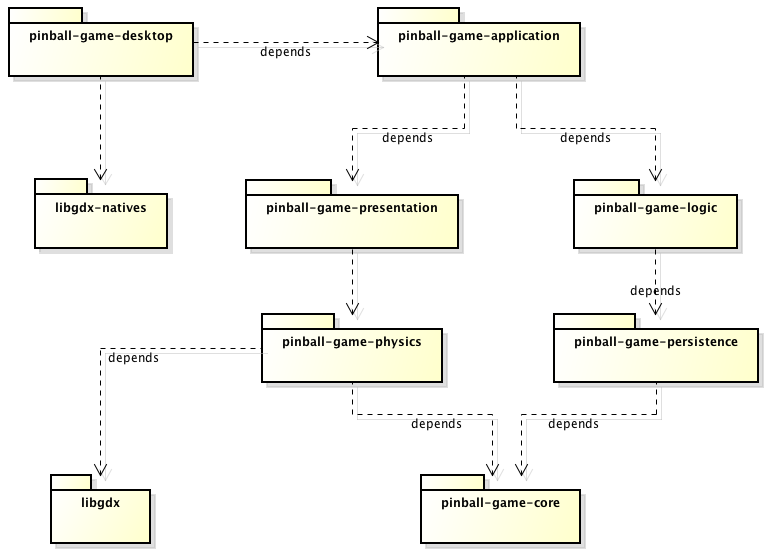 pinball-game-desktop
pinball-game-application
depends
depends
depends
libgdx-natives
pinball-game-presentation
pinball-game-logic
depends
pinball-game-physics
pinball-game-persistence
depends
depends
depends
libgdx
pinball-game-core